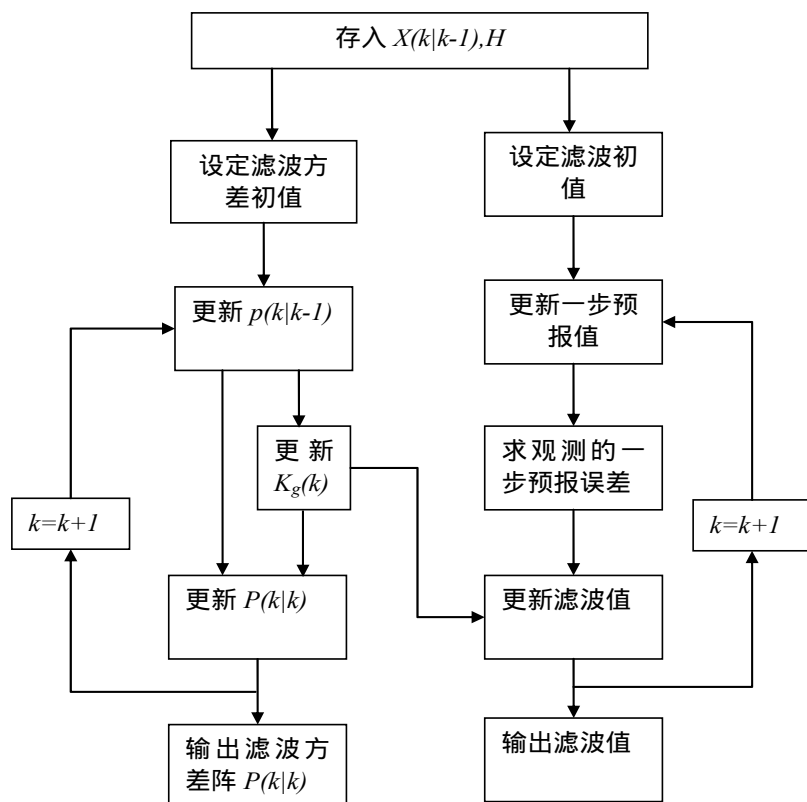 存入 X(k|k-1),H
设定滤波方
差初值
设定滤波初
值
更新 p(k|k-1)
更新一步预
报值
更 新
Kg(k)
求观测的一
步预报误差
k=k+1
k=k+1
更新 P(k|k)
更新滤波值
输出滤波方
差阵 P(k|k)
输出滤波值